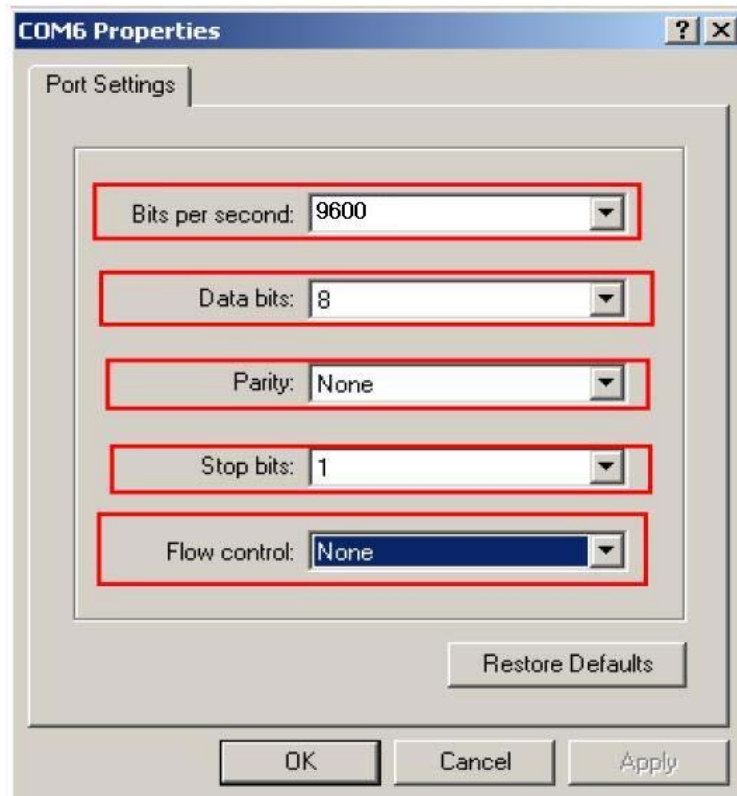 COM6 Properties
Port Settings
Bits per second: 9600
Data bits: 8
Parity: None
Stop bits: 1
Flow control: None
Restore Defaults
OK Cancel Apply